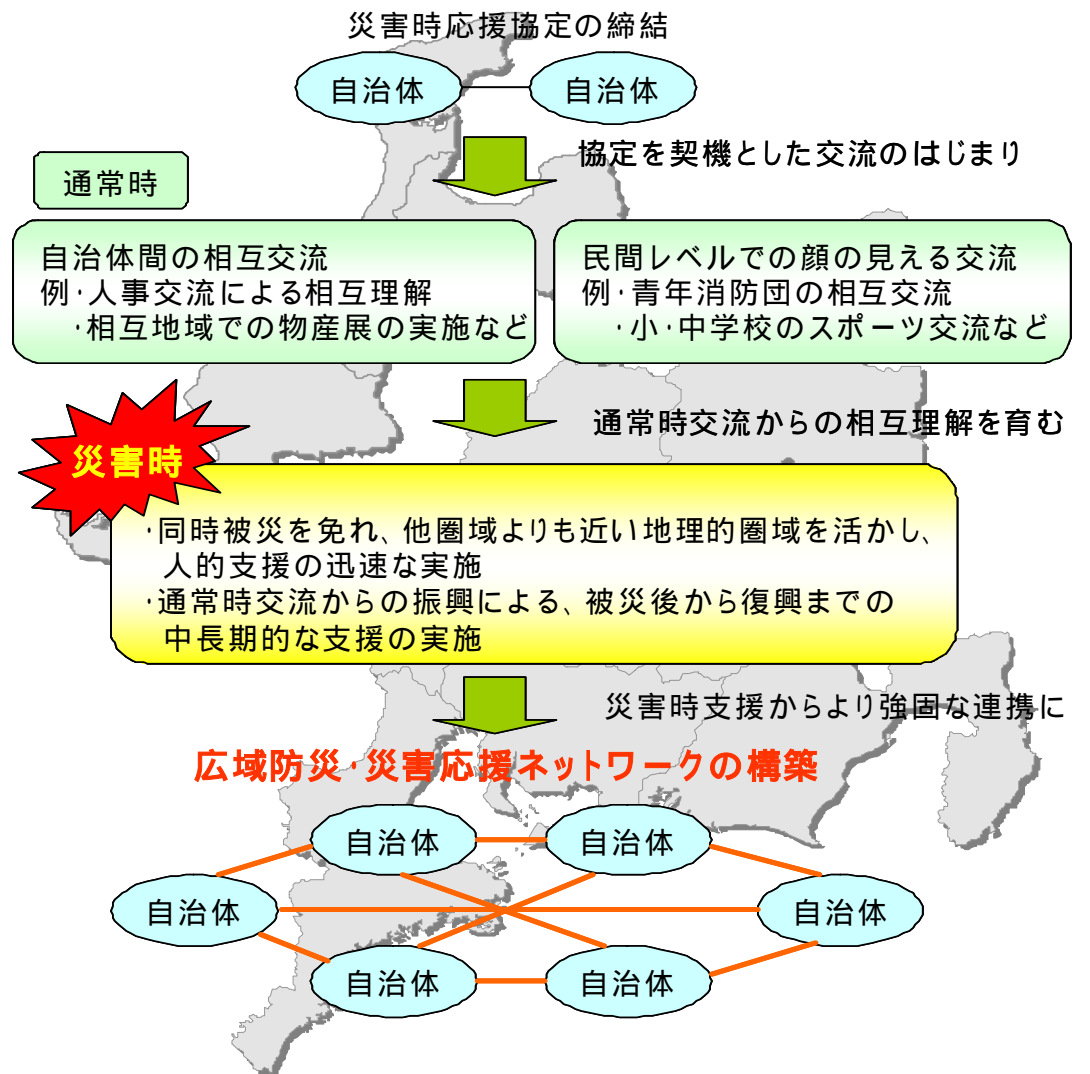 災害時応援協定の締結
自治体
自治体
協定を契機とした交流のはじまり
通常時
自治体間の相互交流
例・人事交流による相互理解
・相互地域での物産展の実施など
民間レベルでの顔の見える交流
例・青年消防団の相互交流
・小・中学校のスポーツ交流など
通常時交流からの相互理解を育む
災害時
・同時被災を免れ、他圏域よりも近い地理的圏域を活かし、
人的支援の迅速な実施
・通常時交流からの振興による、被災後から復興までの
中長期的な支援の実施
災害時支援からより強固な連携に
広域防災・災害応援ネットワークの構築
自治体
自治体
自治体
自治体
自治体
自治体